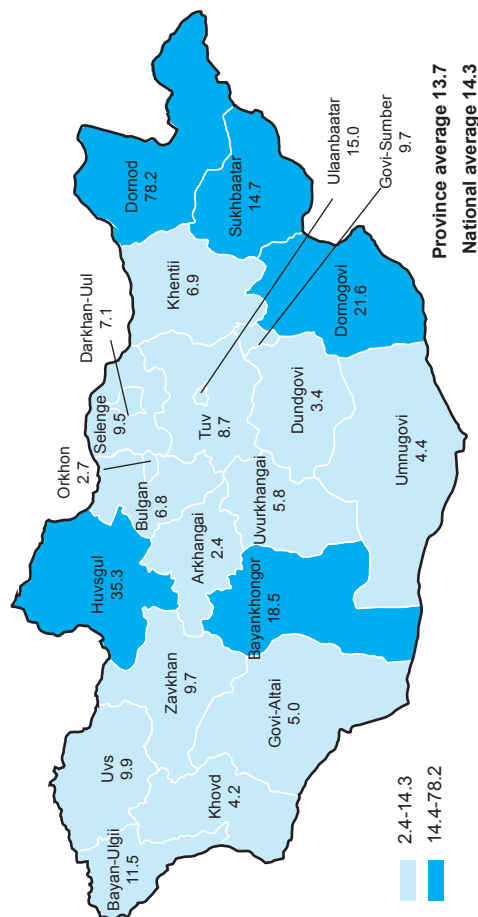 Bayan-Ulgii
11.5
Uvs
9.9
Khovd
4.2
Zavkhan
9.7
Govi-Altai
5.0
Huvsgul
35.3
Bayankhongor
18.5
Arkhangai
2.4
Orkhon
2.7
Bulgan
6.8
Uvurkhangai
5.8
Selenge
9.5
Darkhan-Uul
7.1
Tuv
8.7
Umnugovi
4.4
Dundgovi
3.4
Khentii
6.9
Dornod
78.2
Sukhbaatar
14.7
Dornogovi
21.6
Ulaanbaatar
15.0
Govi-Sumber
9.7
Province average 13.7
National average 14.3
2.4-14.3
14.4-78.2